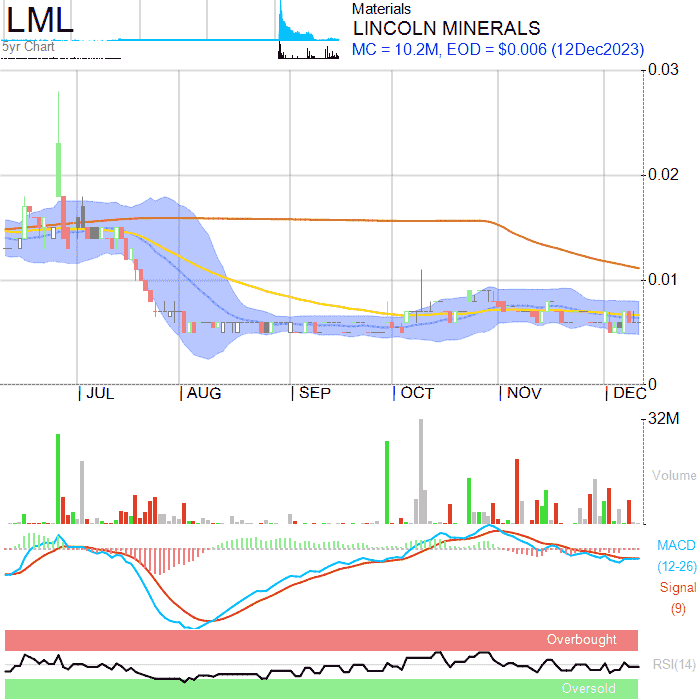 LML
5yr Chart
Materials
LINCOLN MINERALS
MC = 10.2M, EOD = $0.006 (12Dec2023)
0.03
0.02
0.01
0
JUL AUG SEP OCT NOV DEC
32M
Volume
MACD
(12-26)
Signal
(9)
Overbought
RSI(14)
Oversold